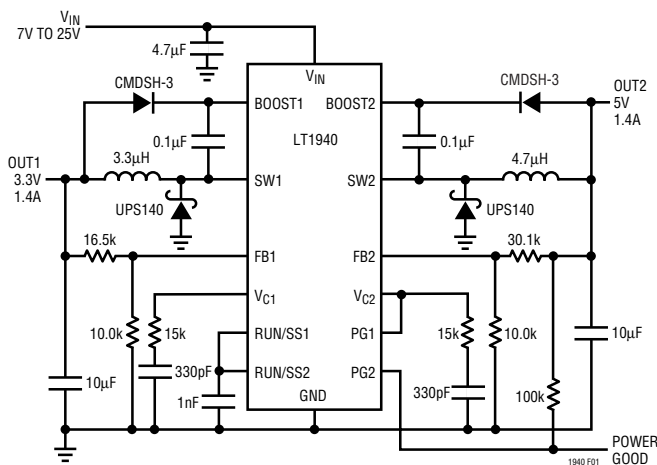 VIN
7V TO 25V
4.7µF
VIN
CMDSH-3
CMDSH-3
OUT2
5V
1.4A
BOOST1
BOOST2
LT1940
0.1µF
0.1µF
OUT1
3.3V
1.4A
3.3µH
4.7µH
SW1
SW2
UPS140
UPS140
16.5k
30.1k
FB1
FB2
VC1
VC2
10.0k
15k
RUN/SS1
PG1
15k
10.0k
10µF
10µF
330pF
RUN/SS2
PG2
330pF
100k
1nF
GND
POWER
GOOD
1940 F01